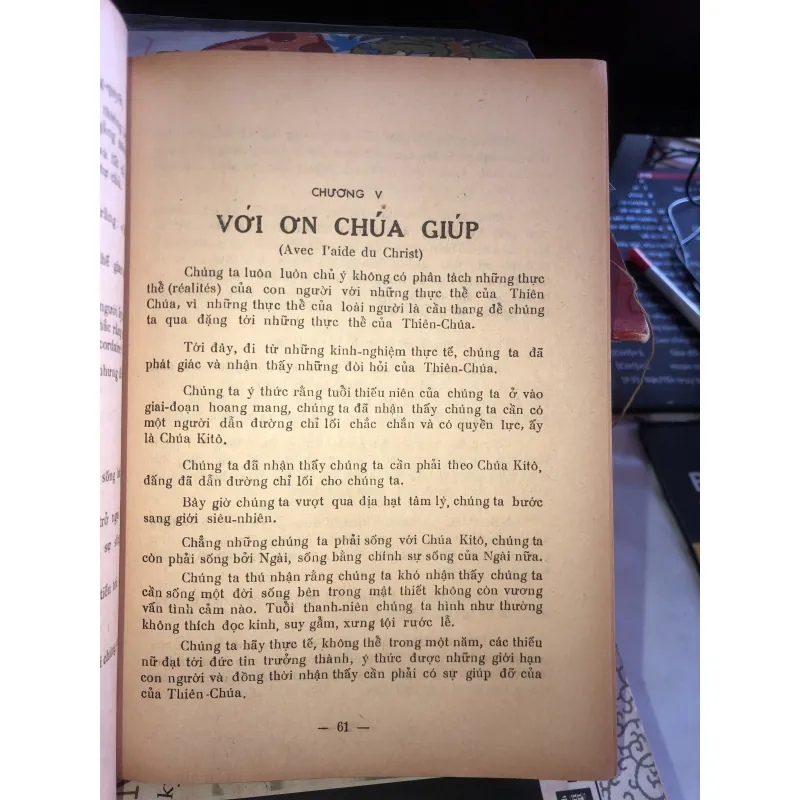 CHƯƠNG V
VỚI ƠN CHÚA GIÚP
(Avec l'aide du Christ)
Chúng ta luôn luôn chủ ý không có phân tách những thực
thể (réalités) của con người với những thực thể của Thiên
Chúa, vì những thực thể của loài người là cầu thang để chúng
ta qua đặng tới những thực thể của Thiên-Chúa.
Tới đây, đi từ những kinh-nghiệm thực tế, chúng ta đã
phát giác và nhận thấy những đòi hỏi của Thiên-Chúa.
Chúng ta ý thức rằng tuổi thiếu niên của chúng ta ở vào
giai-đoạn hoang mang, chúng ta đã nhận thấy chúng ta cần có
một người dẫn đường chỉ lối chắc chắn và có quyền lực, ấy
là Chúa Kitô.
Chúng ta đã nhận thấy chúng ta cần phải theo Chúa Kitô,
đấng đã dẫn đường chỉ lối cho chúng ta.
Bây giờ chúng ta vượt qua địa hạt tâm lý, chúng ta bước
sang giới siêu-nhiên.
Chẳng những chúng ta phải sống với Chúa Kitô, chúng ta
còn phải sống bởi Ngài, sống bằng chính sự sống của Ngài nữa.
Chúng ta thú nhận rằng chúng ta khó nhận thấy chúng ta
cần sống một đời sống bên trong mật thiết không còn vương
vấn tình cảm nào. Tuổi thanh-niên chúng ta hình như thường
không thích đọc kinh, suy gẫm, xưng tội rước lễ.
Chúng ta hãy thực tế, không thể trong một năm, các thiếu
nữ đạt tới đức tin trưởng thành, ý thức được những giới hạn
con người và đồng thời nhận thấy cần phải có sự giúp đỡ của
của Thiên-Chúa.
— 61 —